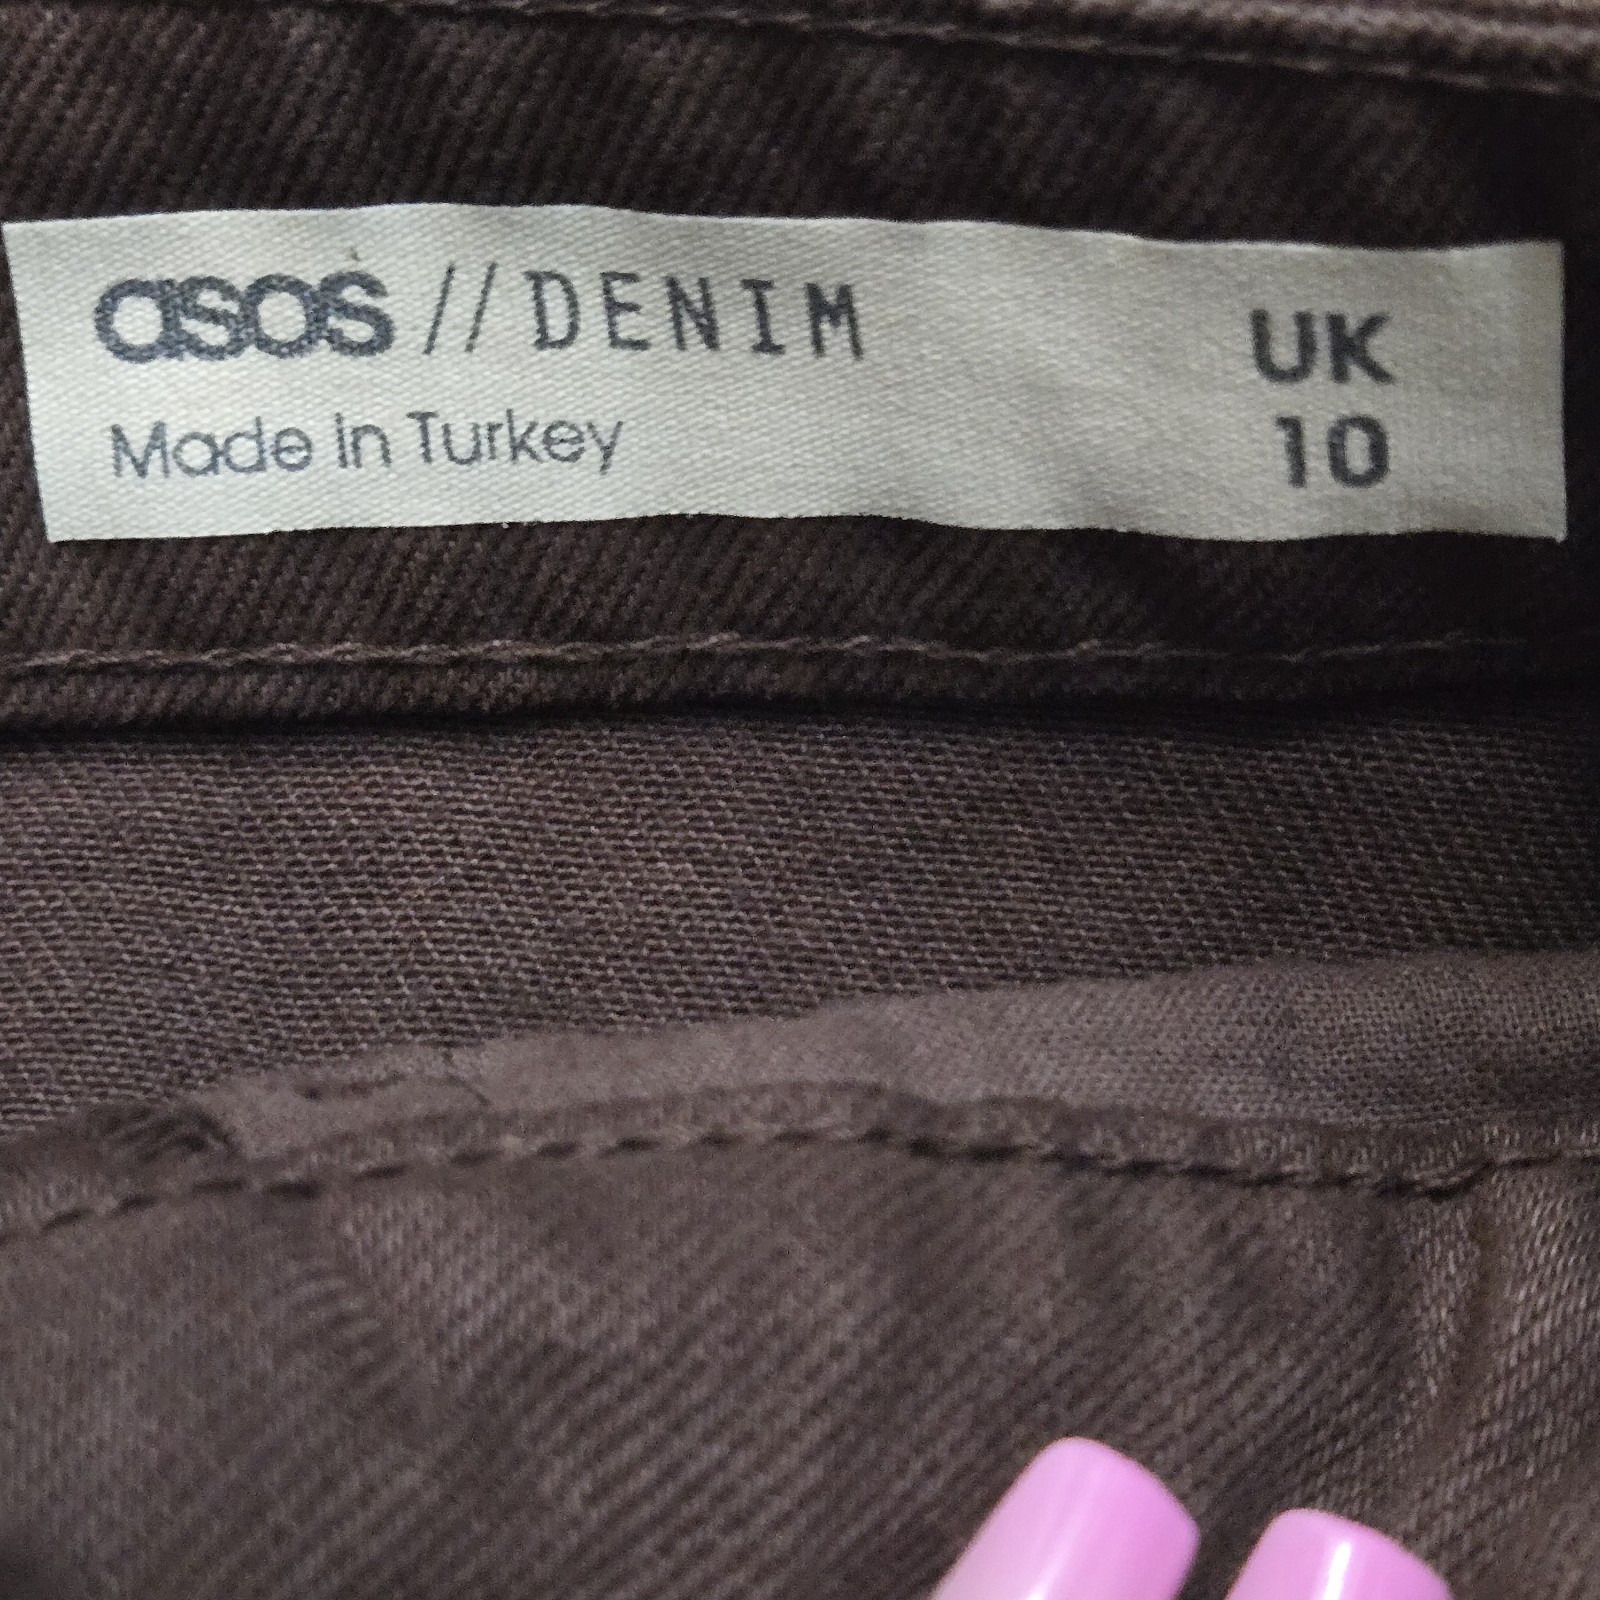 asos // DENIM
Made in Turkey
UK
10